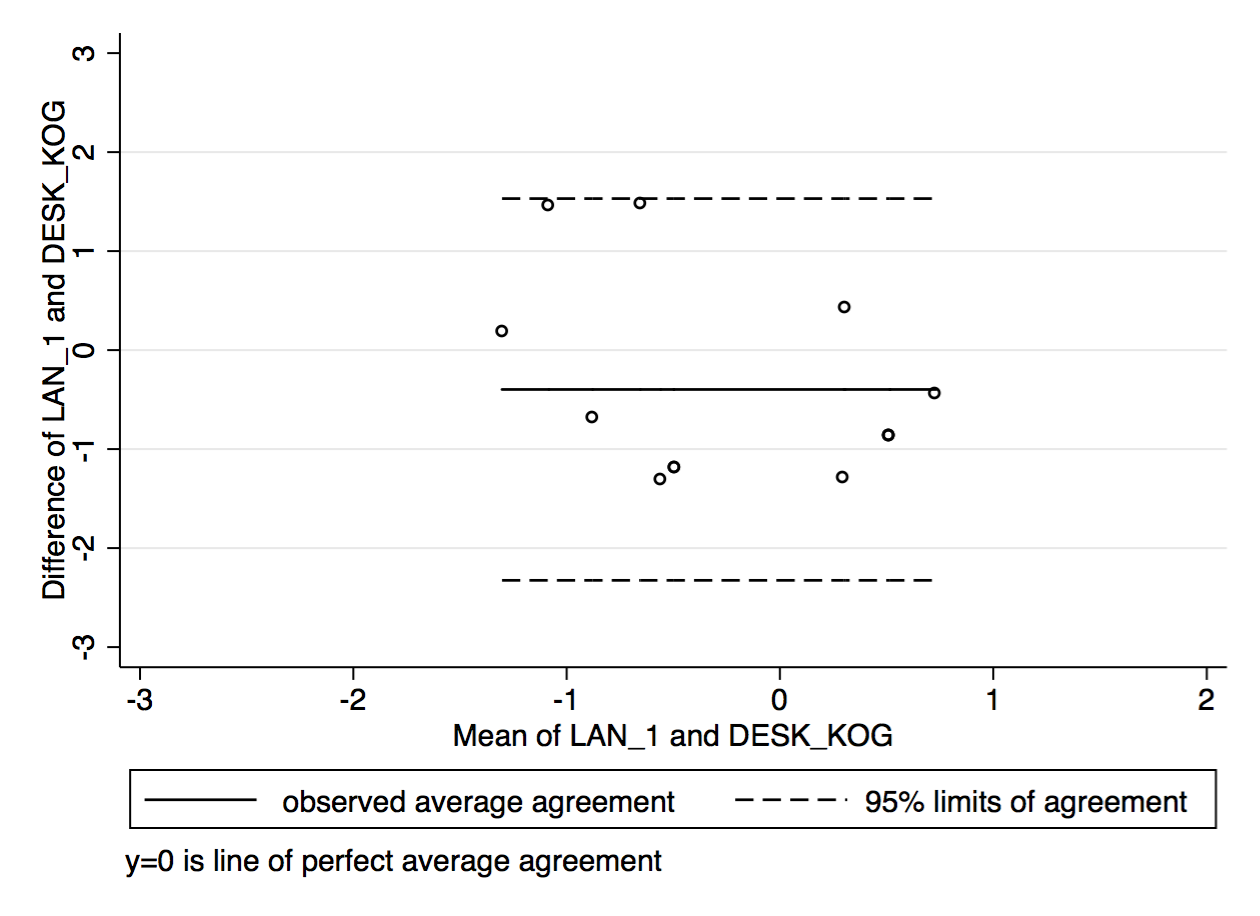 Difference of LAN_1 and DESK_KOG
3
2
1
0
-1
-2
-3
-3 -2 -1 0 1 2
Mean of LAN_1 and DESK_KOG
observed average agreement 95% limits of agreement
y=0 is line of perfect average agreement